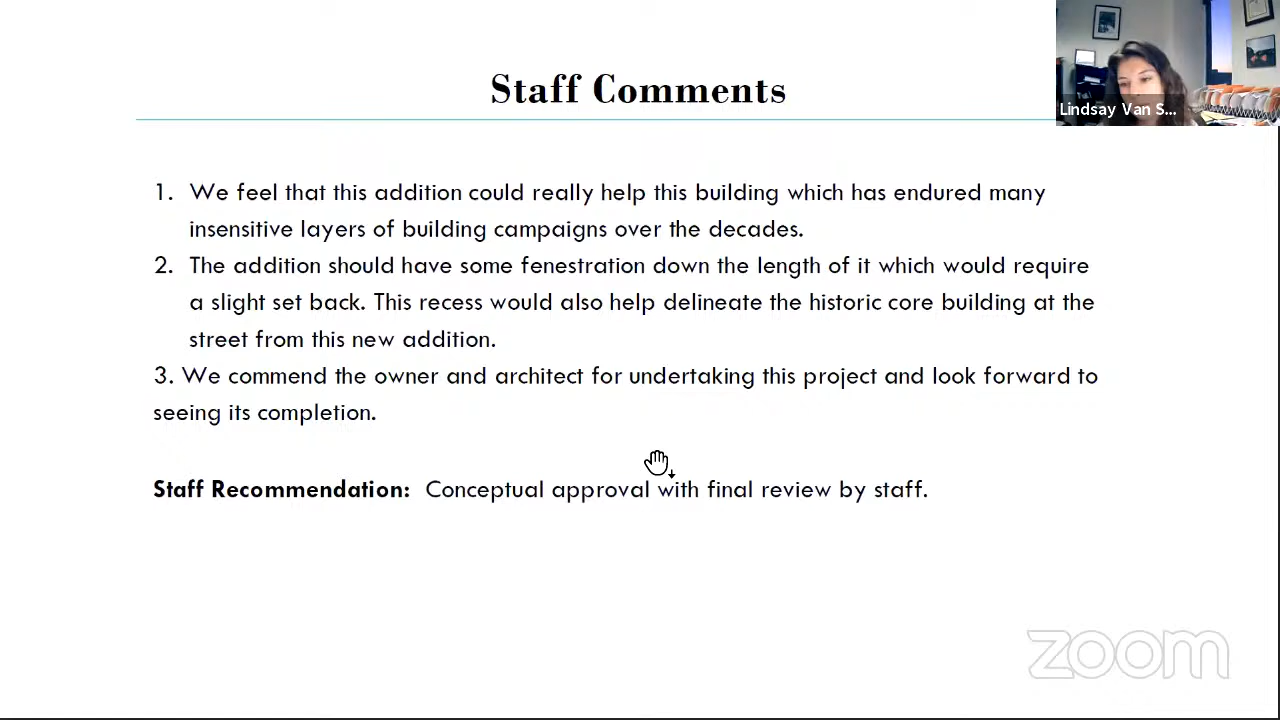 Staff Comments
Lindsay Van S...
1. We feel that this addition could really help this building which has endured many
insensitive layers of building campaigns over the decades.
2. The addition should have some fenestration down the length of it which would require
a slight set back. This recess would also help delineate the historic core building at the
street from this new addition.
3. We commend the owner and architect for undertaking this project and look forward to
seeing its completion.
Staff Recommendation: Conceptual approval with final review by staff.
zoom